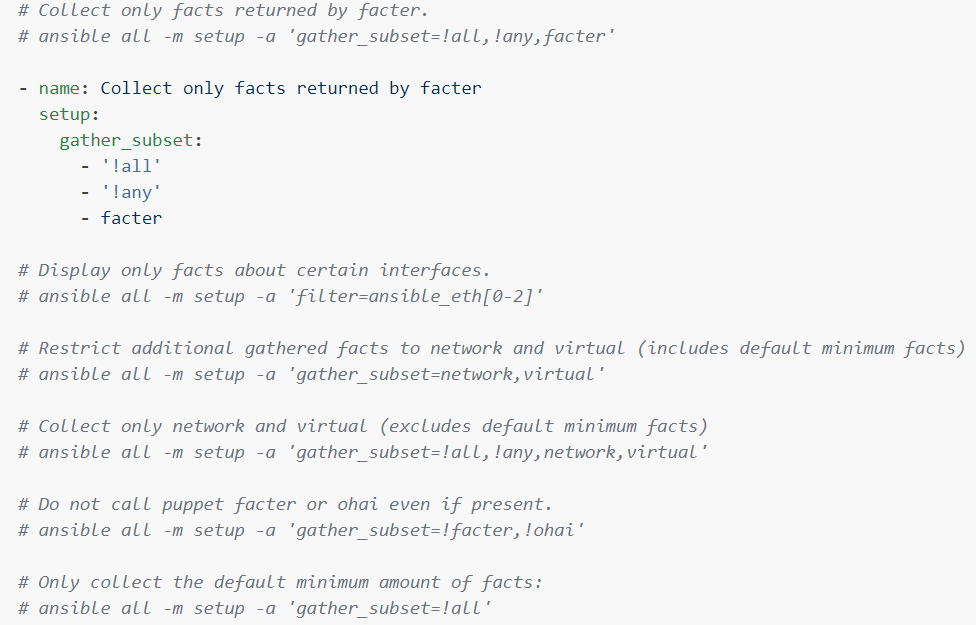 # Collect only facts returned by facter.
# ansible all -m setup -a 'gather_subset=!all,!any,facter'
- name: Collect only facts returned by facter
  setup:
    gather_subset:
      - '!all'
      - '!any'
      - facter
# Display only facts about certain interfaces.
# ansible all -m setup -a 'filter=ansible_eth[0-2]'
# Restrict additional gathered facts to network and virtual (includes default minimum facts)
# ansible all -m setup -a 'gather_subset=network,virtual'
# Collect only network and virtual (excludes default minimum facts)
# ansible all -m setup -a 'gather_subset=!all,!any,network,virtual'
# Do not call puppet facter or ohai even if present.
# ansible all -m setup -a 'gather_subset=!facter,!ohai'
# Only collect the default minimum amount of facts:
# ansible all -m setup -a 'gather_subset=!all'